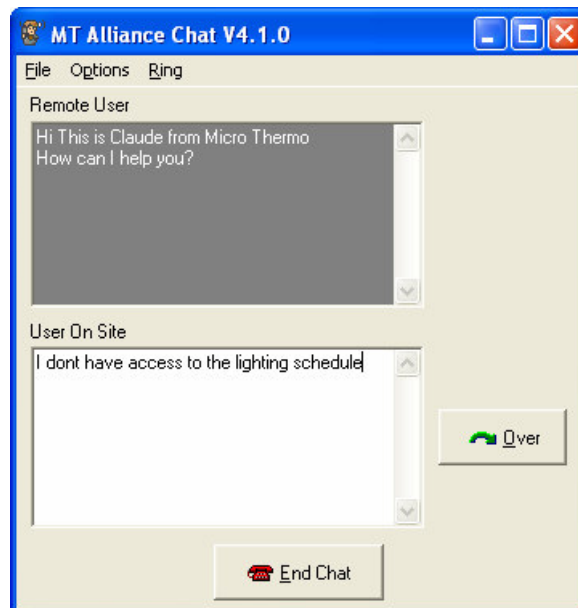 MT Alliance Chat V4.1.0
File Options Ring
Remote User
Hi This is Claude from Micro Thermo
How can I help you?
User On Site
I dont have access to the lighting schedule
Over
End Chat